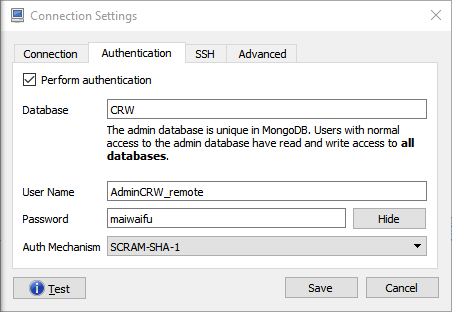 Connection Settings
Connection Authentication SSH Advanced
Perform authentication
Database CRW
The admin database is unique in MongoDB. Users with normal
access to the admin database have read and write access to all
databases.
User Name AdminCRW_remote
Password maiwaifu Hide
Auth Mechanism SCRAM-SHA-1
Test Save Cancel